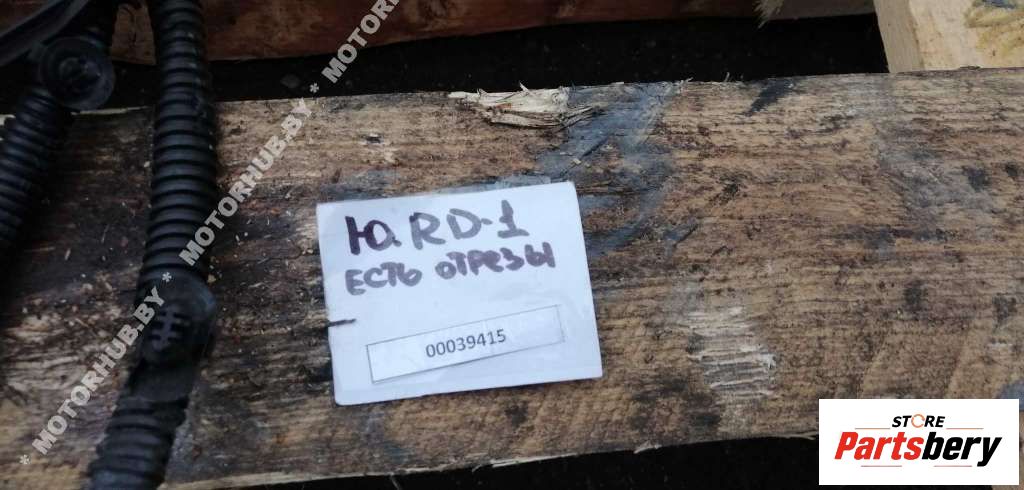 * MOTORHUB.BY * MOTORHUB.BY * MOTORHUB.BY
Ю. RD-1
ЕСТЬ ОТРЕЗЫ
00039415
STORE
Partsbery